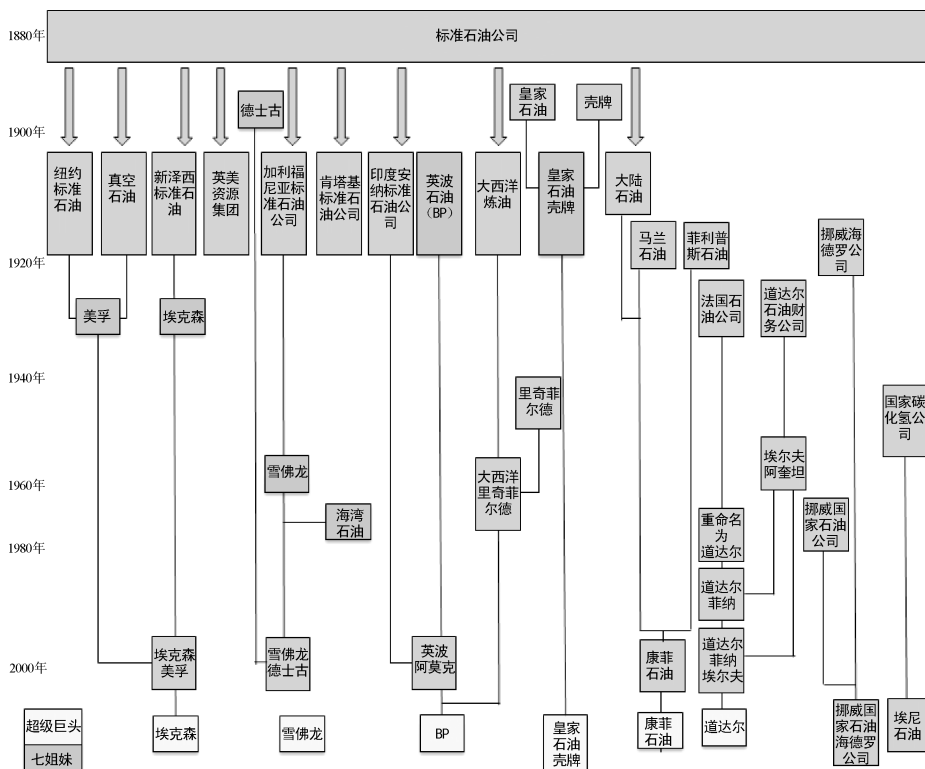 1880年
标准石油公司
德士古
皇家
石油
壳牌
1900年
纽约
标准
石油
真空
石油
新泽西
标准石
油
英美
资源
集团
加利福
尼亚标
准石油
公司
肯塔基
标准石
油公司
印度安
纳标准
石油公
司
英波
石油
（BP）
大西洋
炼油
皇家
石油
壳牌
大陆
石油
马兰
石油
菲利普
斯石油
挪威海
德罗公
司
1920年
美孚
埃克森
法国石
油公司
道达尔
石油财
务公司
1940年
里奇菲
尔德
国家碳
化氢公
司
雪佛龙
大西洋
里奇菲
尔德
埃尔夫
阿奎坦
1960年
海湾
石油
重命名
为
道达尔
挪威国
家石油
公司
1980年
道达尔
菲纳
2000年
埃克森
美孚
雪佛龙
德士古
英波
阿莫克
康菲
石油
道达尔
菲纳
埃尔夫
超级巨头
七姐妹
埃克森
雪佛龙
BP
皇家
石油
壳牌
康菲
石油
道达尔
挪威国
家石油
海德罗
公司
埃尼
石油